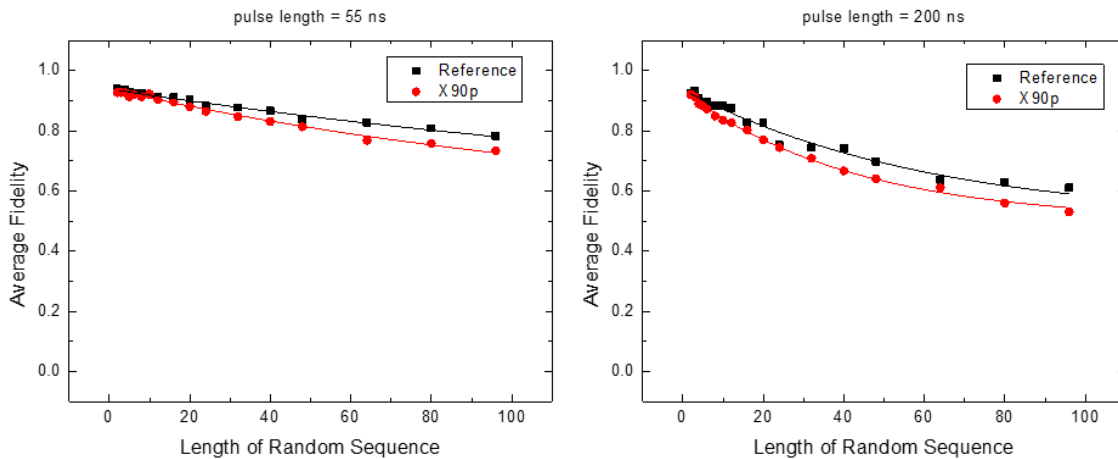 pulse length = 55 ns
1.0
0.8
0.6
0.4
0.2
0.0
Average Fidelity
Reference
X 90p
0 20 40 60 80 100
Length of Random Sequence
pulse length = 200 ns
1.0
0.8
0.6
0.4
0.2
0.0
Average Fidelity
Reference
X 90p
0 20 40 60 80 100
Length of Random Sequence